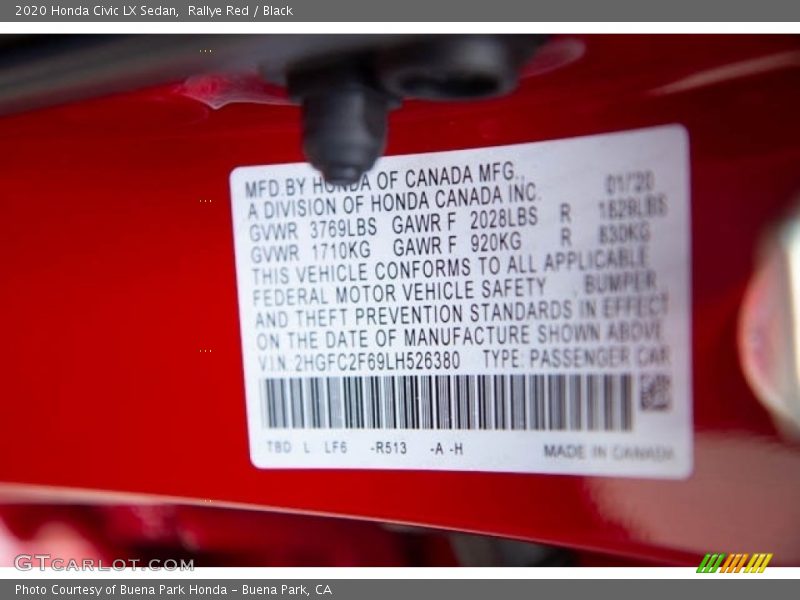 2020 Honda Civic LX Sedan, Rallye Red / Black
MFD.BY HONDA OF CANADA MFG., 01/20
A DIVISION OF HONDA CANADA INC.
GVWR 3769LBS GAWR F 2028LBS R 1829LBS
GVWR 1710KG GAWR F 920KG R 830KG
THIS VEHICLE CONFORMS TO ALL APPLICABLE
FEDERAL MOTOR VEHICLE SAFETY , BUMPER,
AND THEFT PREVENTION STANDARDS IN EFFECT
ON THE DATE OF MANUFACTURE SHOWN ABOVE.
V.I.N:2HGFC2F69LH526380 TYPE: PASSENGER CAR
TBD L LF6 -R513 -A -H MADE IN CANADA
GTCARLOT.COM
Photo Courtesy of Buena Park Honda - Buena Park, CA